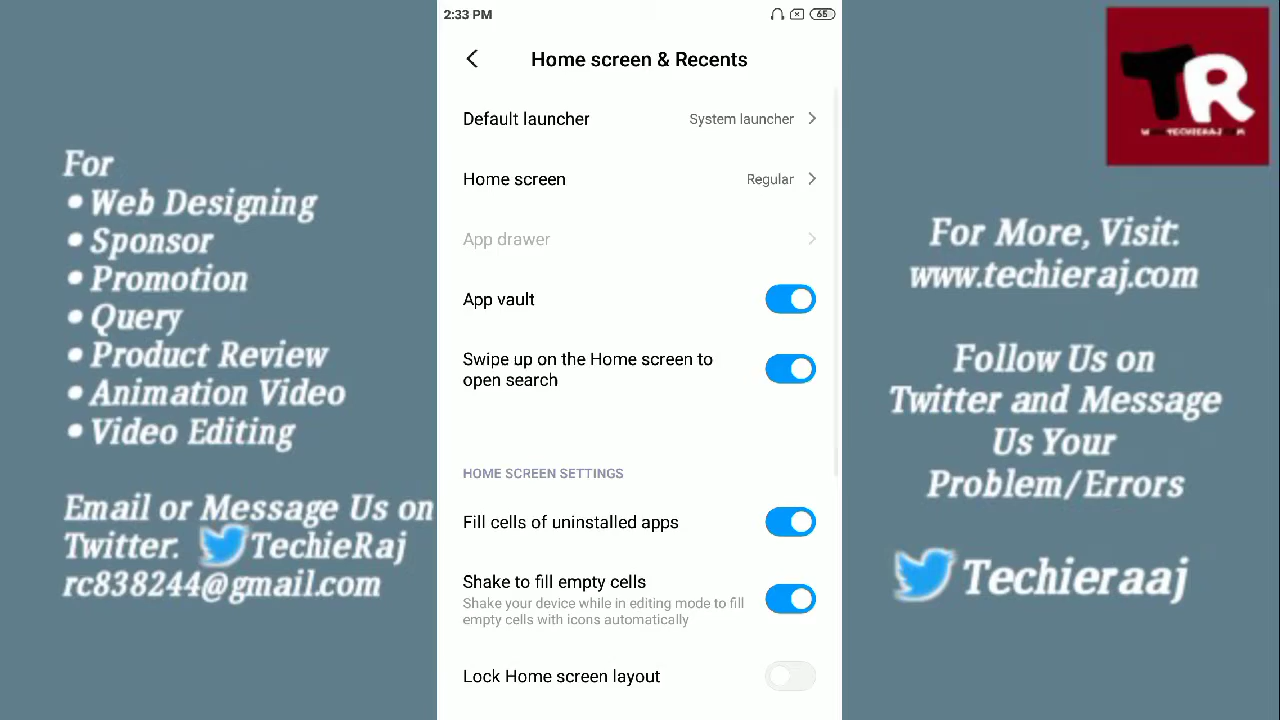 For
• Web Designing
• Sponsor
• Promotion
• Query
• Product Review
• Animation Video
• Video Editing
Email or Message Us on
Twitter. TechieRaj
rc838244@gmail.com
2:33 PM
65
Home screen & Recents
Default launcher System launcher
Home screen Regular
App drawer
App vault
Swipe up on the Home screen to
open search
HOME SCREEN SETTINGS
Fill cells of uninstalled apps
Shake to fill empty cells
Shake your device while in editing mode to fill
empty cells with icons automatically
Lock Home screen layout
TR
For More, Visit:
www.techieraj.com
Follow Us on
Twitter and Message
Us Your
Problem/Errors
Techieraaj